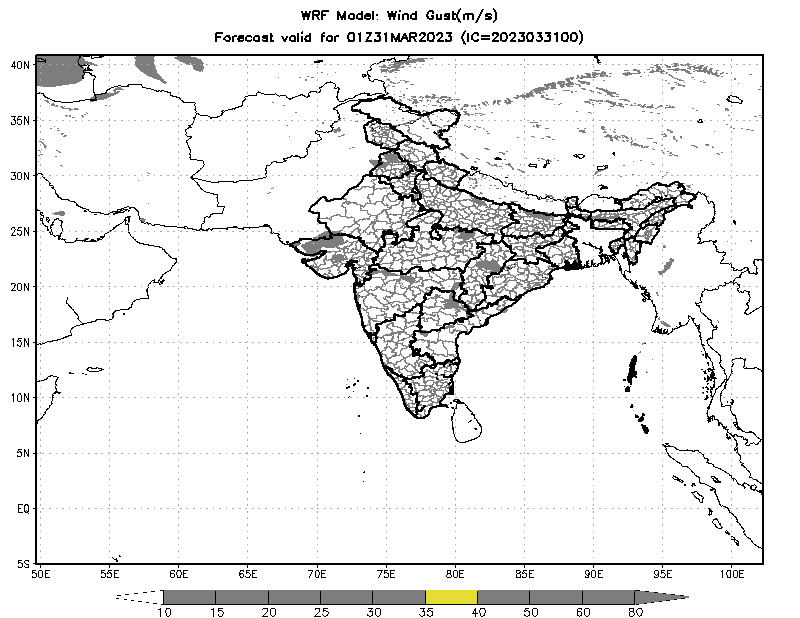 WRF Model: Wind Gust(m/s)
Forecast valid for 01Z31MAR2023 (IC=2023033100)
40N
35N
30N
25N
20N
15N
10N
5N
EQ
5S
50E 55E 60E 65E 70E 75E 80E 85E 90E 95E 100E
10 15 20 25 30 35 40 50 60 80